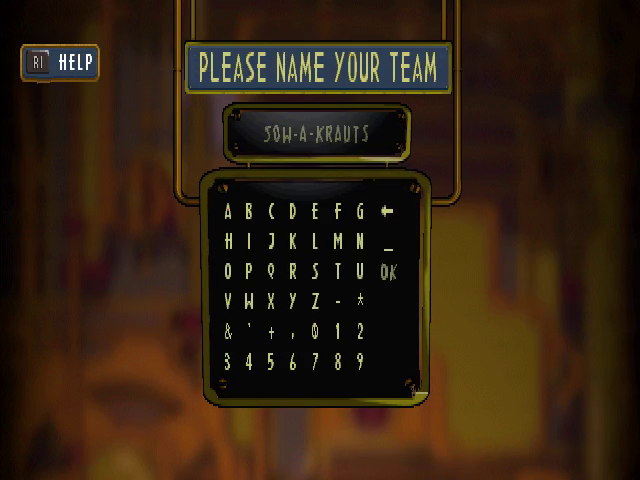 R1 HELP
PLEASE NAME YOUR TEAM
SOW-A-KRAUTS
A B C D E F G ←
H I J K L M N _
O P Q R S T U OK
V W X Y Z - *
& ' + , 0 1 2
3 4 5 6 7 8 9